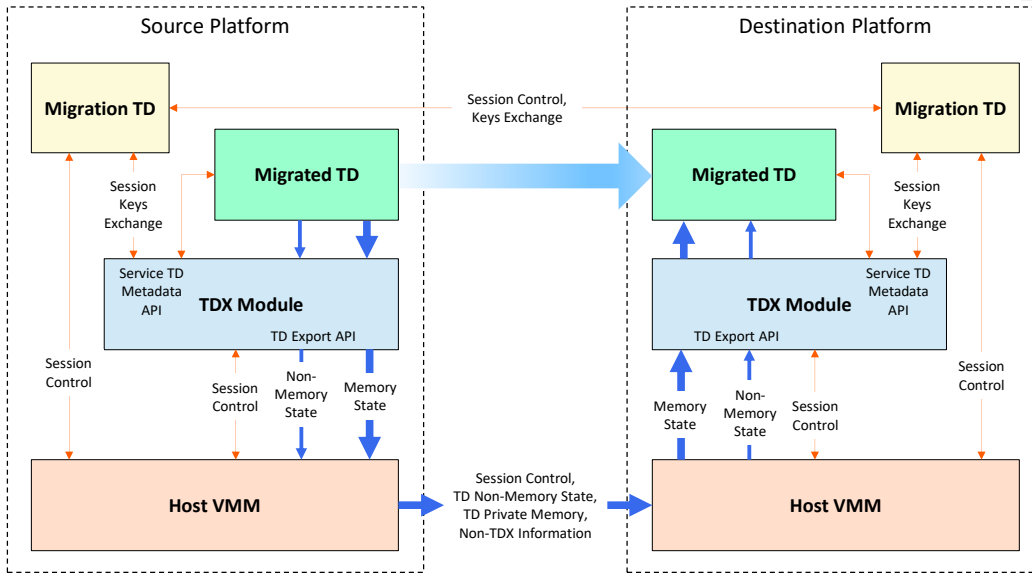 Source Platform
Destination Platform
Migration TD
Session Control,
Keys Exchange
Migration TD
Migrated TD
Migrated TD
Session
Keys
Exchange
Session
Keys
Exchange
Service TD
Metadata
API
TDX Module
TD Export API
Service TD
Metadata
API
TDX Module
TD Export API
Session
Control
Session
Control
Non-
Memory
State
Memory
State
Memory
State
Non-
Memory
State
Session
Control
Session
Control
Host VMM
Session Control,
TD Non-Memory State,
TD Private Memory,
Non-TDX Information
Host VMM